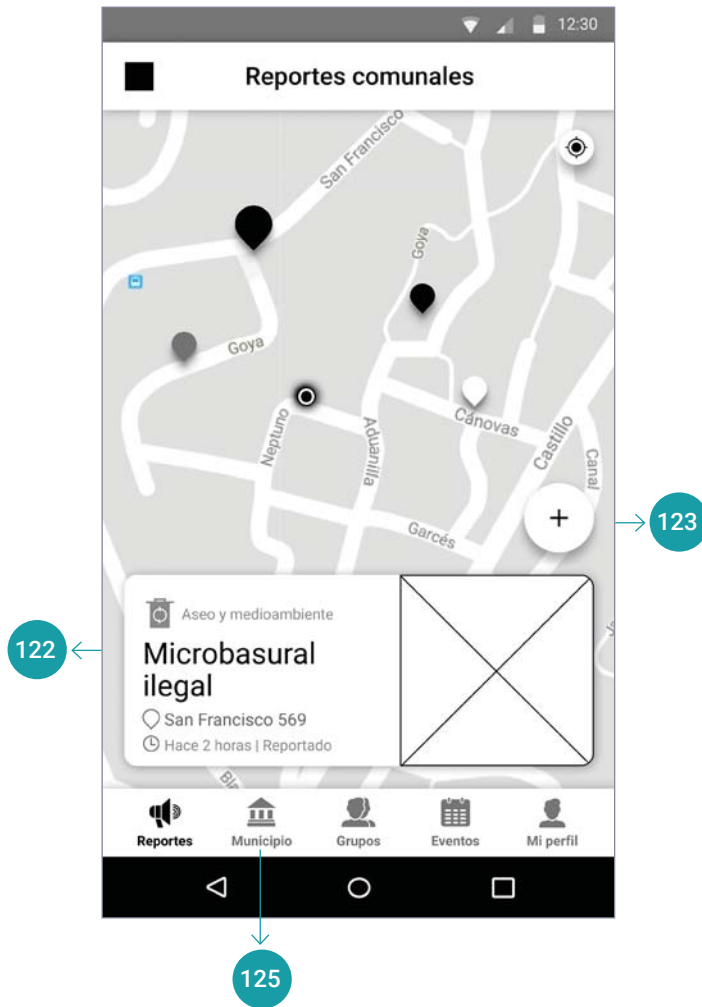 12:30
Reportes comunales
San Francisco
Goya
Goya
Neptuno
Aduanilla
Cánovas
Castillo
Canal
Garcés
+
123
Aseo y medioambiente
122
Microbasural
ilegal
San Francisco 569
Hace 2 horas | Reportado
Reportes Municipio Grupos Eventos Mi perfil
125